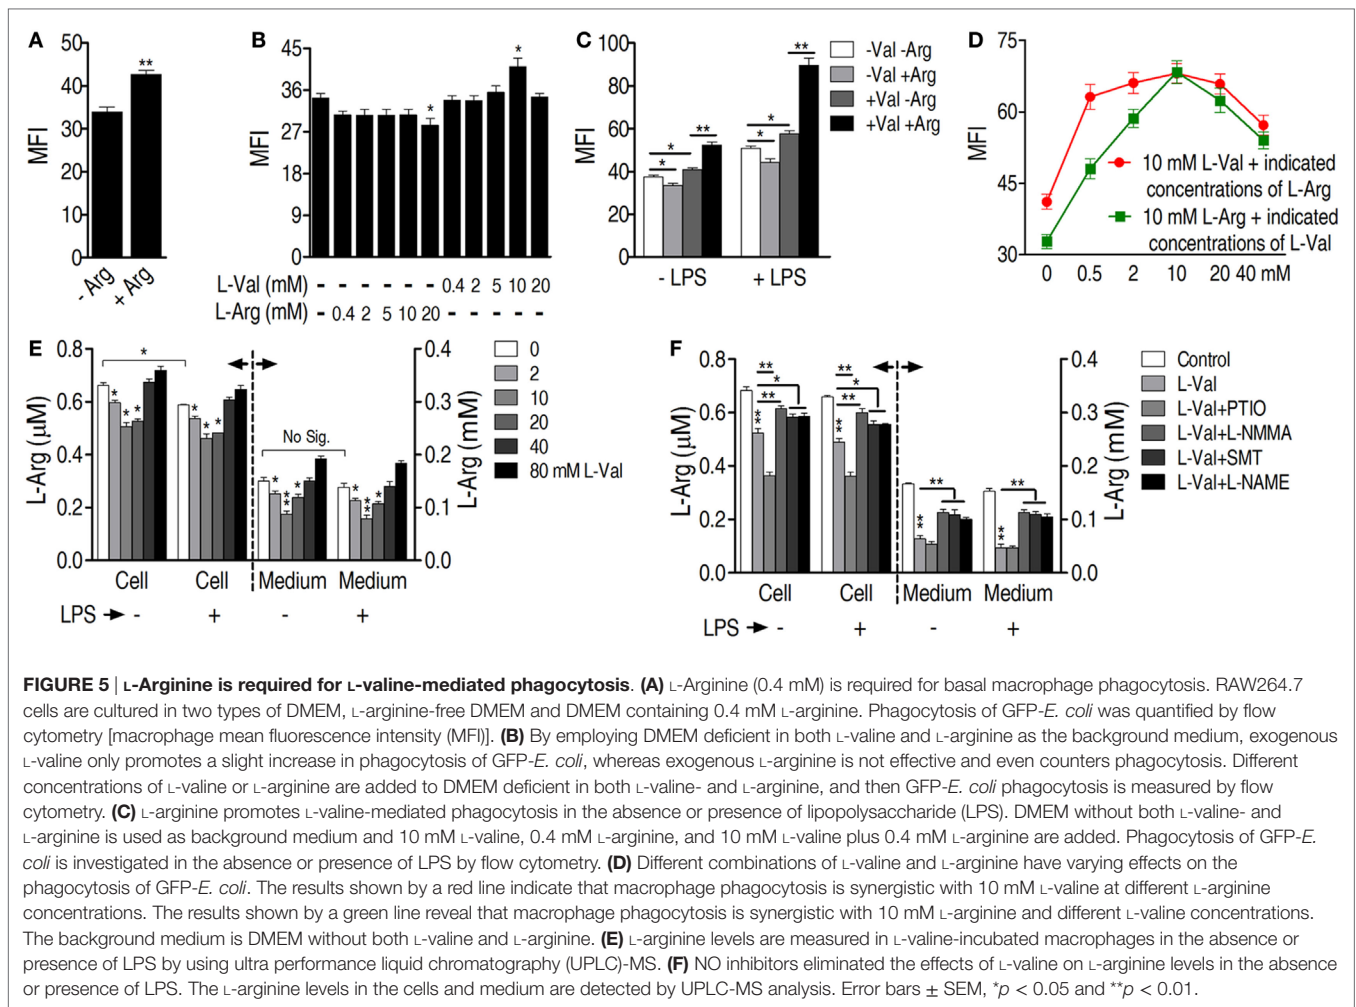 A
50
40
30
20
10
0
MFI
**
- Arg
+ Arg
B
45
36
27
18
9
0
MFI
*
*
L-Val (mM) - - - - - - 0.4 2 5 10 20
L-Arg (mM) - 0.4 2 5 10 20 - - - - -
C
100
80
60
40
20
0
MFI
*
*
**
*
*
**
- LPS
+ LPS
-Val -Arg
-Val +Arg
+Val -Arg
+Val +Arg
D
75
60
45
30
MFI
10 mM L-Val + indicated
concentrations of L-Arg
10 mM L-Arg + indicated
concentrations of L-Val
0 0.5 2 10 20 40 mM
E
0.8
0.6
0.4
0.2
0.0
L-Arg (μM)
*
* * *
* * *
No Sig.
* ** *
* ** *
0.4
0.3
0.2
0.1
0.0
L-Arg (mM)
0
2
10
20
40
80 mM L-Val
Cell Cell Medium Medium
LPS - + - +
F
0.8
0.6
0.4
0.2
0.0
L-Arg (μM)
**
*
**
**
**
*
**
**
**
**
**
**
0.4
0.3
0.2
0.1
0.0
L-Arg (mM)
Control
L-Val
L-Val+PTIO
L-Val+L-NMMA
L-Val+SMT
L-Val+L-NAME
Cell Cell Medium Medium
LPS - + - +
FIGURE 5 | L-Arginine is required for L-valine-mediated phagocytosis. (A) L-Arginine (0.4 mM) is required for basal macrophage phagocytosis. RAW264.7
cells are cultured in two types of DMEM, L-arginine-free DMEM and DMEM containing 0.4 mM L-arginine. Phagocytosis of GFP-E. coli was quantified by flow
cytometry [macrophage mean fluorescence intensity (MFI)]. (B) By employing DMEM deficient in both L-valine and L-arginine as the background medium, exogenous
L-valine only promotes a slight increase in phagocytosis of GFP-E. coli, whereas exogenous L-arginine is not effective and even counters phagocytosis. Different
concentrations of L-valine or L-arginine are added to DMEM deficient in both L-valine- and L-arginine, and then GFP-E. coli phagocytosis is measured by flow
cytometry. (C) L-arginine promotes L-valine-mediated phagocytosis in the absence or presence of lipopolysaccharide (LPS). DMEM without both L-valine- and
L-arginine is used as background medium and 10 mM L-valine, 0.4 mM L-arginine, and 10 mM L-valine plus 0.4 mM L-arginine are added. Phagocytosis of GFP-E.
coli is investigated in the absence or presence of LPS by flow cytometry. (D) Different combinations of L-valine and L-arginine have varying effects on the
phagocytosis of GFP-E. coli. The results shown by a red line indicate that macrophage phagocytosis is synergistic with 10 mM L-valine at different L-arginine
concentrations. The results shown by a green line reveal that macrophage phagocytosis is synergistic with 10 mM L-arginine and different L-valine concentrations.
The background medium is DMEM without both L-valine and L-arginine. (E) L-arginine levels are measured in L-valine-incubated macrophages in the absence or
presence of LPS by using ultra performance liquid chromatography (UPLC)-MS. (F) NO inhibitors eliminated the effects of L-valine on L-arginine levels in the absence
or presence of LPS. The L-arginine levels in the cells and medium are detected by UPLC-MS analysis. Error bars ± SEM, *p < 0.05 and **p < 0.01.